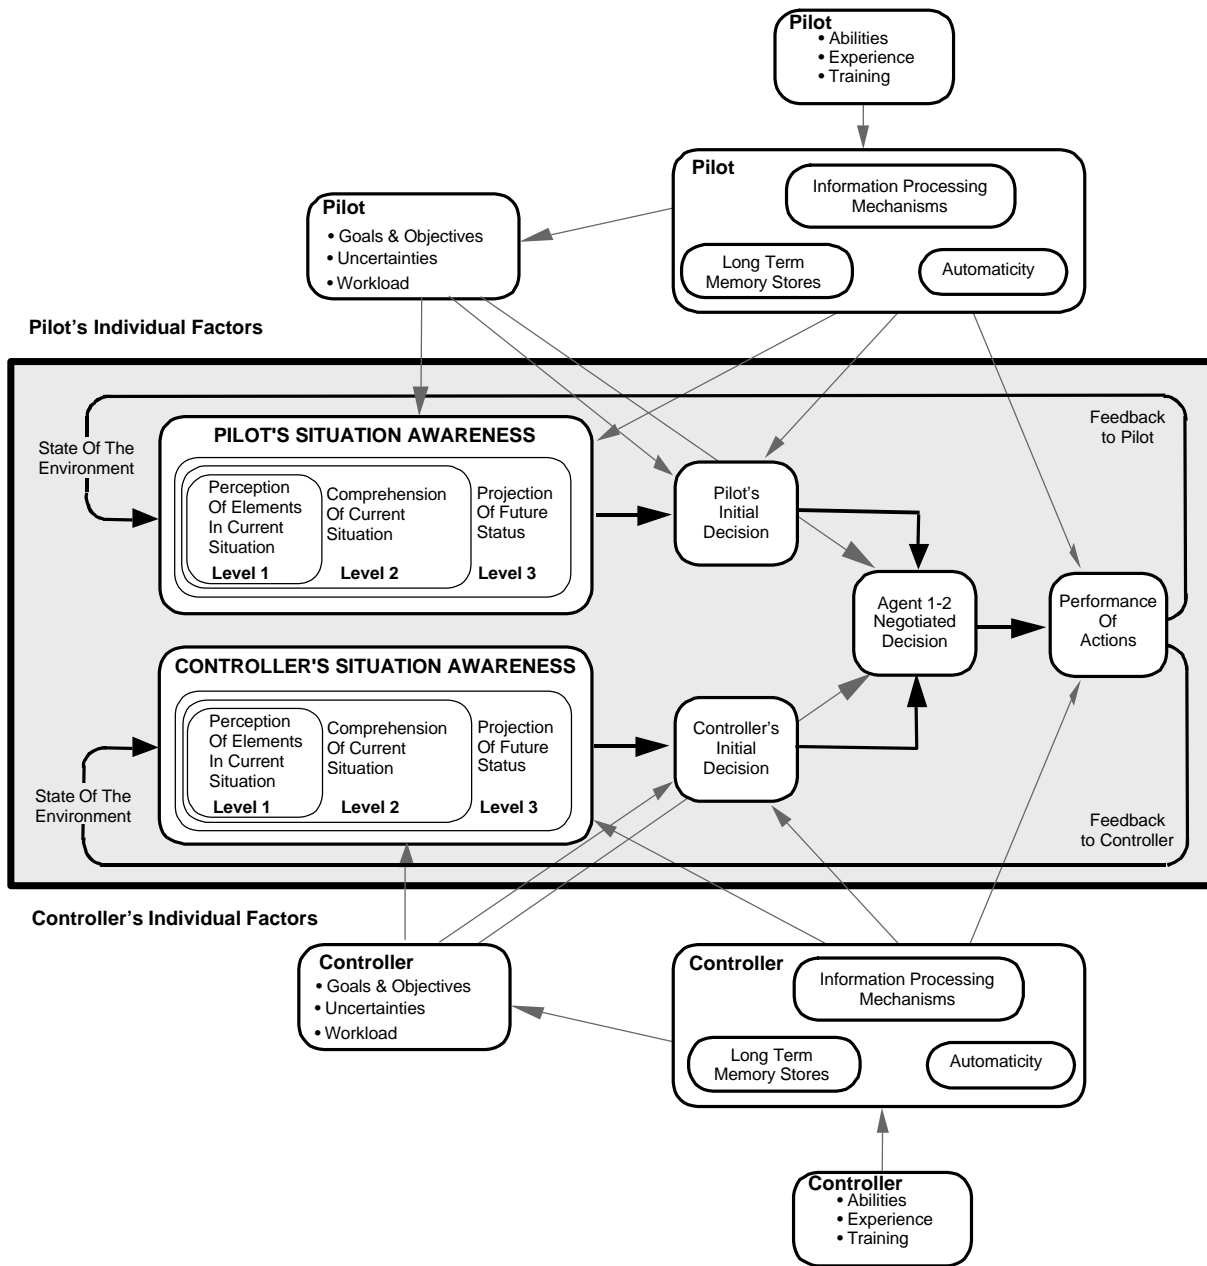 Pilot
• Abilities
• Experience
• Training
Pilot
Information Processing
Mechanisms
Long Term
Memory Stores
Automaticity
Pilot
• Goals & Objectives
• Uncertainties
• Workload
Pilot's Individual Factors
State Of The
Environment
PILOT'S SITUATION AWARENESS
Perception
Of Elements
In Current
Situation
Level 1
Comprehension
Of Current
Situation
Level 2
Projection
Of Future
Status
Level 3
Pilot's
Initial
Decision
Feedback
to Pilot
Agent 1-2
Negotiated
Decision
Performance
Of
Actions
CONTROLLER'S SITUATION AWARENESS
Perception
Of Elements
In Current
Situation
Level 1
Comprehension
Of Current
Situation
Level 2
Projection
Of Future
Status
Level 3
Controller's
Initial
Decision
State Of The
Environment
Feedback
to Controller
Controller's Individual Factors
Controller
• Goals & Objectives
• Uncertainties
• Workload
Controller
Information Processing
Mechanisms
Long Term
Memory Stores
Automaticity
Controller
• Abilities
• Experience
• Training